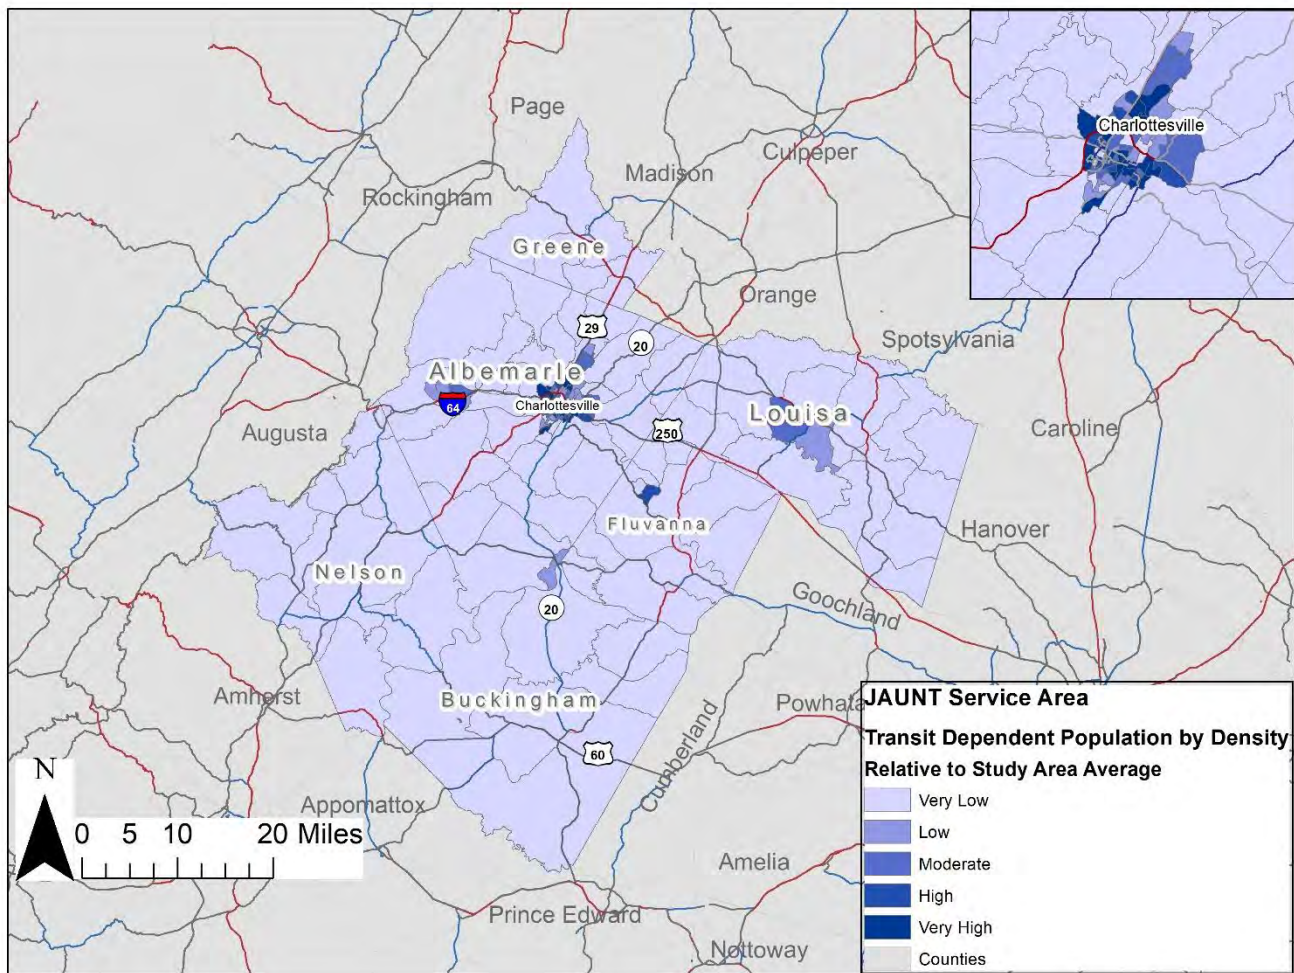 Page
Charlottesville
Culpeper
Madison
Rockingham
Greene
Orange
29
20
Spotsylvania
Albemarle
64
Charlottesville
Louisa
Augusta
250
Caroline
Fluvanna
Hanover
Nelson
20
Goochland
Amherst
Buckingham
Powhata
Cumberland
60
N
Appomattox
0 5 10 20 Miles
Amelia
Prince Edward
Nottoway
JAUNT Service Area
Transit Dependent Population by Density
Relative to Study Area Average
Very Low
Low
Moderate
High
Very High
Counties